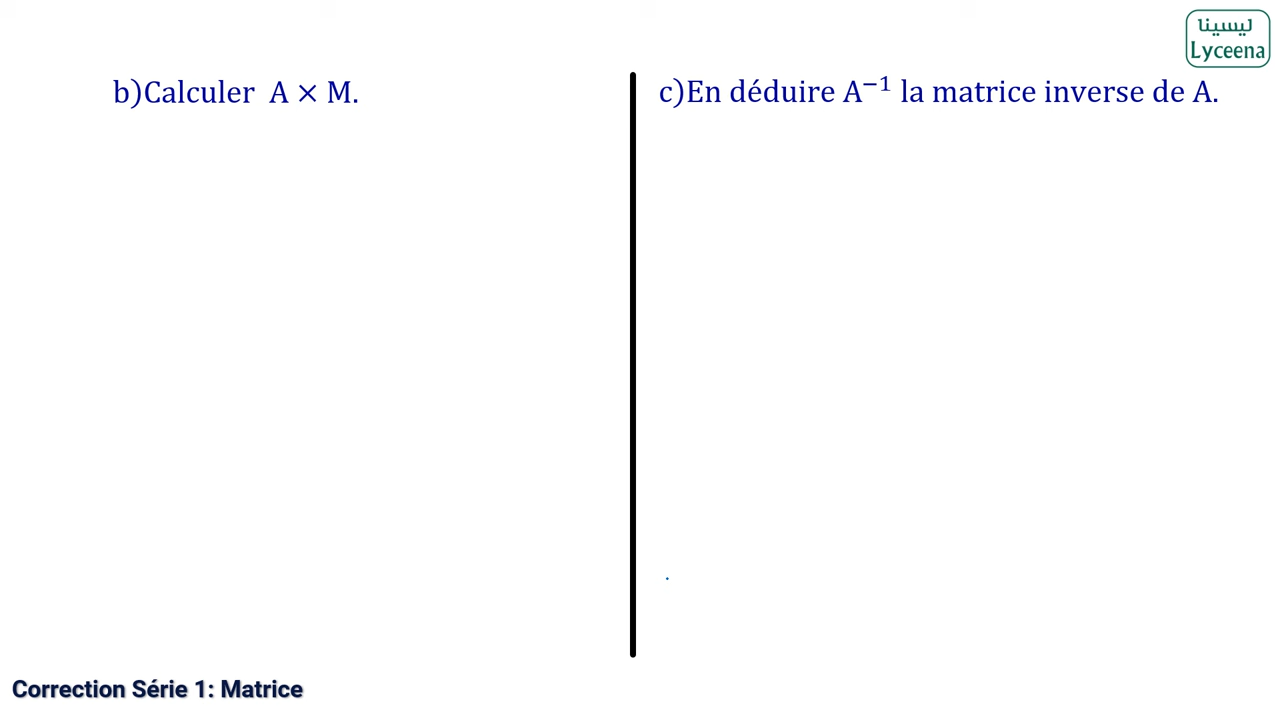 ليسينا
Lyceena
b)Calculer A × M.
c)En déduire A⁻¹ la matrice inverse de A.
Correction Série 1: Matrice